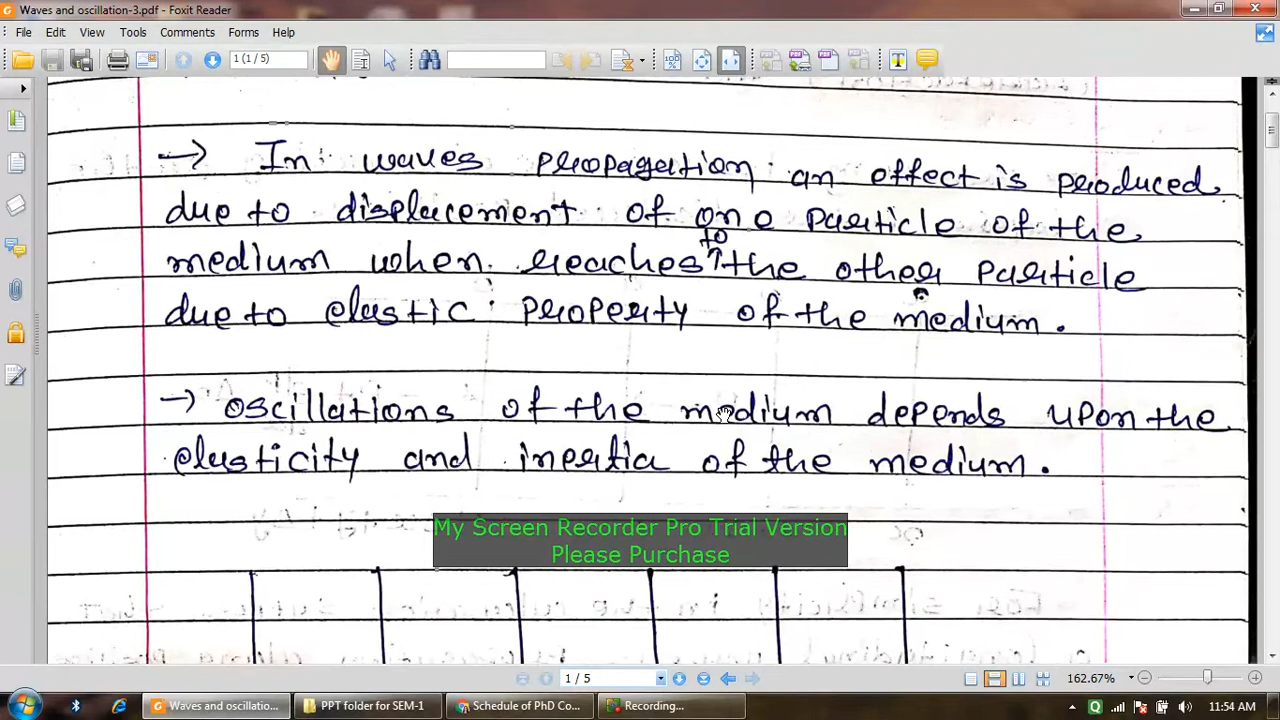 Waves and oscillation-3.pdf - Foxit Reader
File Edit View Tools Comments Forms Help
1 (1 / 5)
→ In waves propagation an effect is produced
due to displacement of one particle of the
medium when reaches to the other particle
due to elastic property of the medium.
→ oscillations of the medium depends upon the
elasticity and inertia of the medium.
My Screen Recorder Pro Trial Version
Please Purchase
1 / 5
162.67%
Waves and oscillatio... PPT folder for SEM-1 Schedule of PhD Co... Recording... 11:54 AM